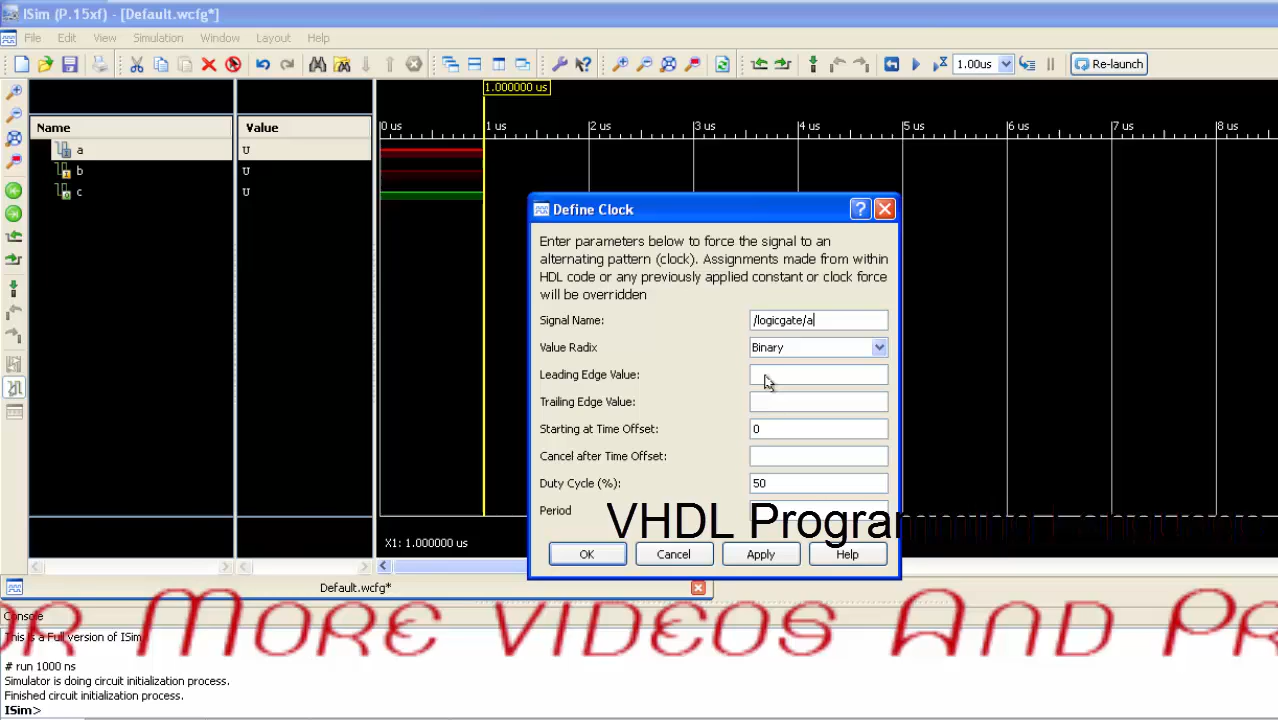 ISim (P.15xf) - [Default.wcfg*]
File Edit View Simulation Window Layout Help
1.00us Re-launch
1.000000 us
Name Value 0 us 1 us 2 us 3 us 4 us 5 us 6 us 7 us 8 us
a U
b U
c U
Define Clock
Enter parameters below to force the signal to an
alternating pattern (clock). Assignments made from within
HDL code or any previously applied constant or clock force
will be overridden
Signal Name: /logicgate/a
Value Radix Binary
Leading Edge Value:
Trailing Edge Value:
Starting at Time Offset: 0
Cancel after Time Offset:
Duty Cycle (%): 50
Period
VHDL Programming Language
X1: 1.000000 us
OK Cancel Apply Help
Default.wcfg*
Console
or More videos And Pr
This is a Full version of ISim.
# run 1000 ns
Simulator is doing circuit initialization process.
Finished circuit initialization process.
ISim>